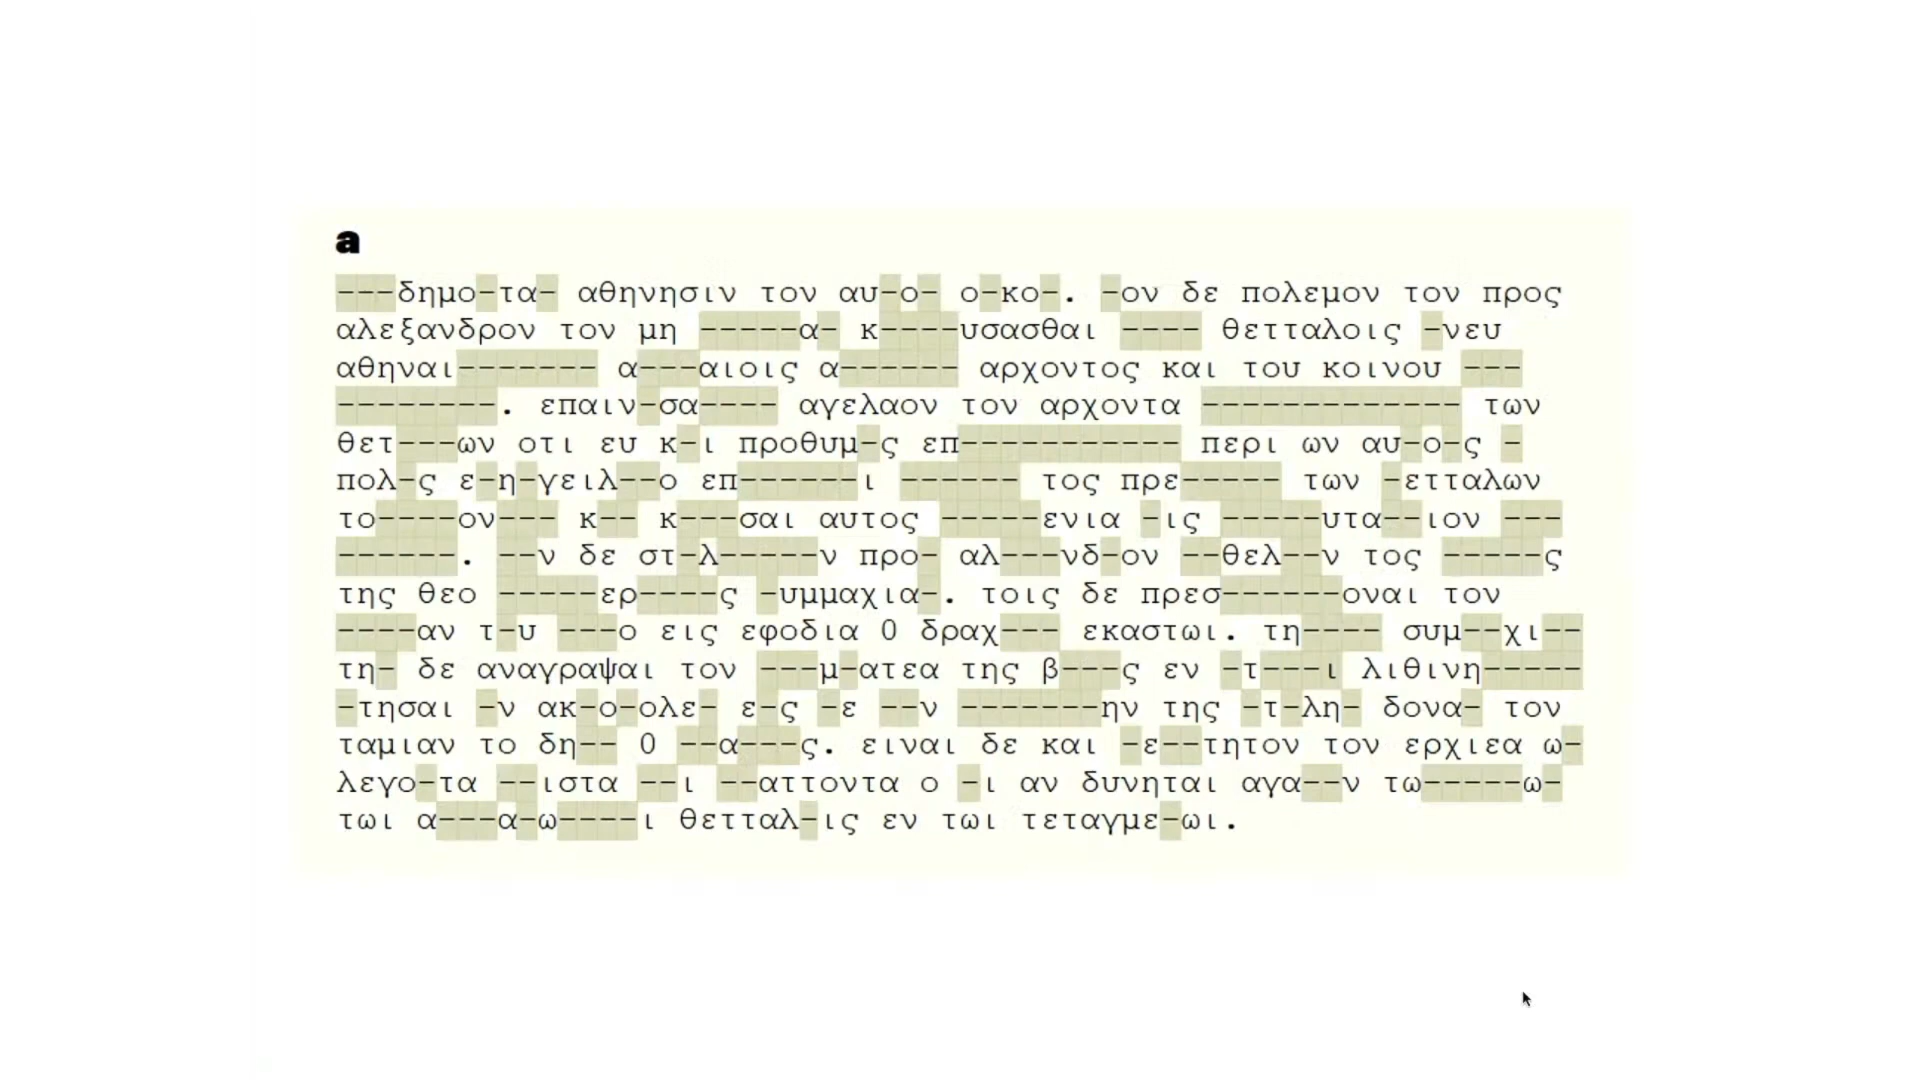 a
---δημο-τα- αθηνησιν τον αυ-ο- ο-κο-. -ον δε πολεμον τον προς
αλεξανδρον τον μη -----α- κ----υσασθαι ---- θετταλοις -νευ
αθηναι------- α---αιοις α------ αρχοντος και του κοινου ---
--------. επαιν-σα---- αγελαον τον αρχοντα ------------- των
θετ---ων οτι ευ κ-ι προθυμ-ς επ----------- περι ων αυ-ο-ς -
πολ-ς ε-η-γειλ--ο επ------ι ------ τος πρε----- των -ετταλων
το----ον--- κ-- κ---σαι αυτος -----ενια -ις -----υτα--ιον ---
------. --ν δε στ-λ-----ν προ- αλ---νδ-ον --θελ--ν τος -----ς
της θεο -----ερ----ς -υμμαχια-. τοις δε πρεσ------οναι τον
----αν τ-υ ---ο εις εφοδια 0 δραχ--- εκαστωι. τη---- συμ--χι--
τη- δε αναγραψαι τον ---μ-ατεα της β---ς εν -τ---ι λιθινη-----
-τησαι -ν ακ-ο-ολε- ε-ς -ε --ν -------ην της -τ-λη- δονα- τον
ταμιαν το δη-- 0 --α---ς. ειναι δε και -ε--τητον τον ερχιεα ω-
λεγο-τα --ιστα --ι --αττοντα ο -ι αν δυνηται αγα--ν τω-----ω-
τωι α---α-ω----ι θετταλ-ις εν τωι τεταγμε-ωι.